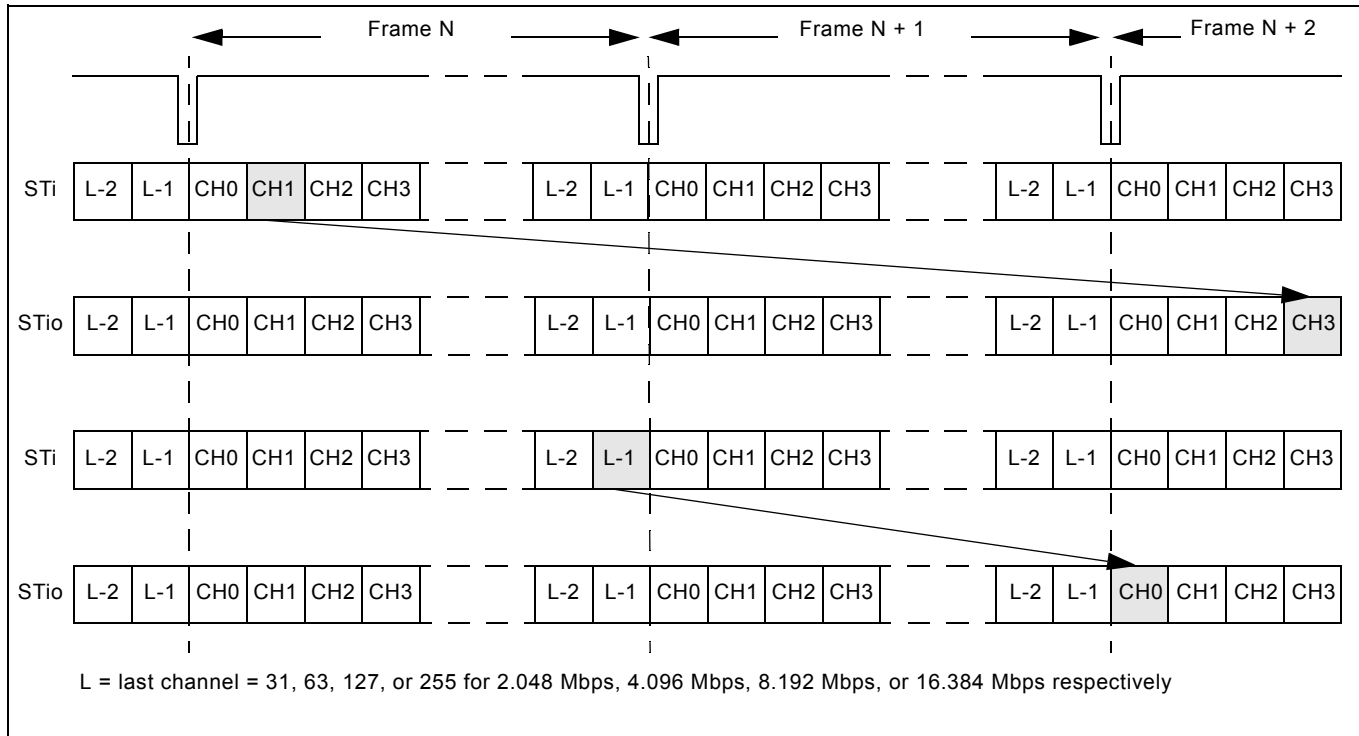 Frame N Frame N + 1 Frame N + 2
STi L-2 L-1 CH0 CH1 CH2 CH3 L-2 L-1 CH0 CH1 CH2 CH3 L-2 L-1 CH0 CH1 CH2 CH3
STio L-2 L-1 CH0 CH1 CH2 CH3 L-2 L-1 CH0 CH1 CH2 CH3 L-2 L-1 CH0 CH1 CH2 CH3
STi L-2 L-1 CH0 CH1 CH2 CH3 L-2 L-1 CH0 CH1 CH2 CH3 L-2 L-1 CH0 CH1 CH2 CH3
STio L-2 L-1 CH0 CH1 CH2 CH3 L-2 L-1 CH0 CH1 CH2 CH3 L-2 L-1 CH0 CH1 CH2 CH3
L = last channel = 31, 63, 127, or 255 for 2.048 Mbps, 4.096 Mbps, 8.192 Mbps, or 16.384 Mbps respectively